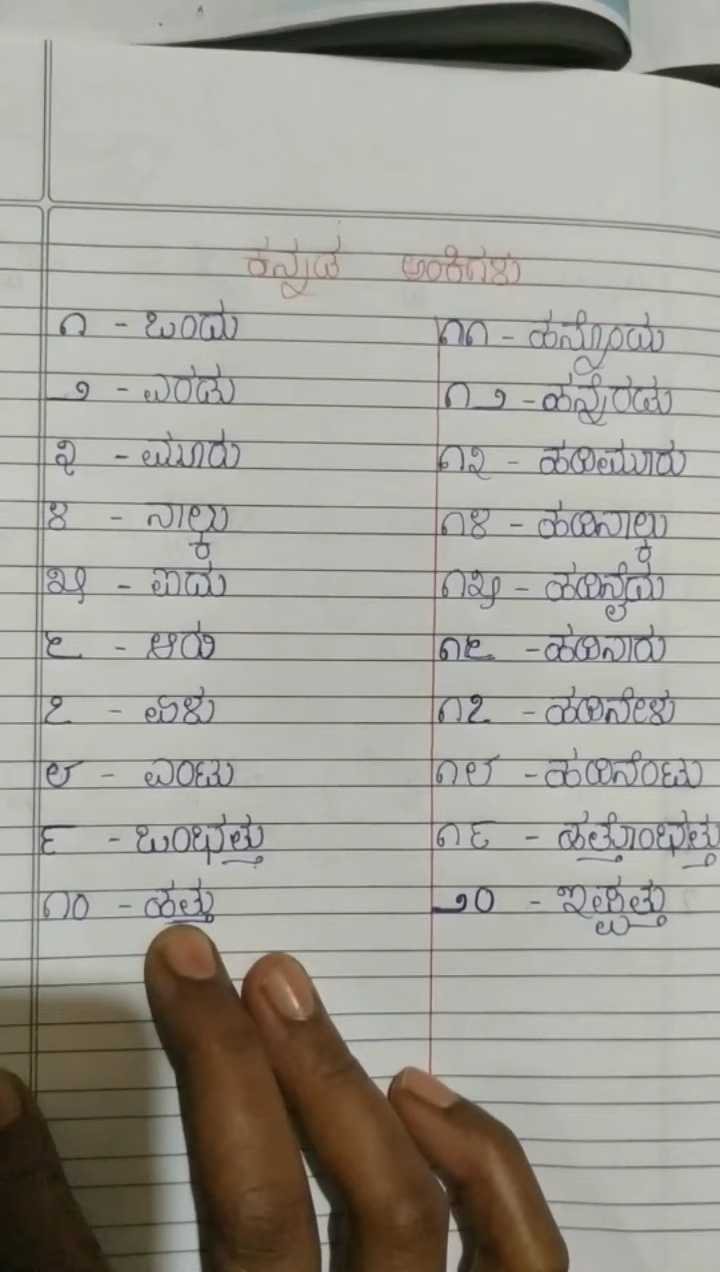 ಕನ್ನಡ ಅಂಕಿಗಳು
೧ - ಒಂದು
೨ - ಎರಡು
೩ - ಮೂರು
೪ - ನಾಲ್ಕು
೫ - ಐದು
೬ - ಆರು
೭ - ಏಳು
೮ - ಎಂಟು
೯ - ಒಂಭತ್ತು
೧೦ - ಹತ್ತು
೧೧ - ಹನ್ನೊಂದು
೧೨ - ಹನ್ನೆರಡು
೧೩ - ಹದಿಮೂರು
೧೪ - ಹದಿನಾಲ್ಕು
೧೫ - ಹದಿನೈದು
೧೬ - ಹದಿನಾರು
೧೭ - ಹದಿನೇಳು
೧೮ - ಹದಿನೆಂಟು
೧೯ - ಹತ್ತೊಂಭತ್ತು
೨೦ - ಇಪ್ಪತ್ತು